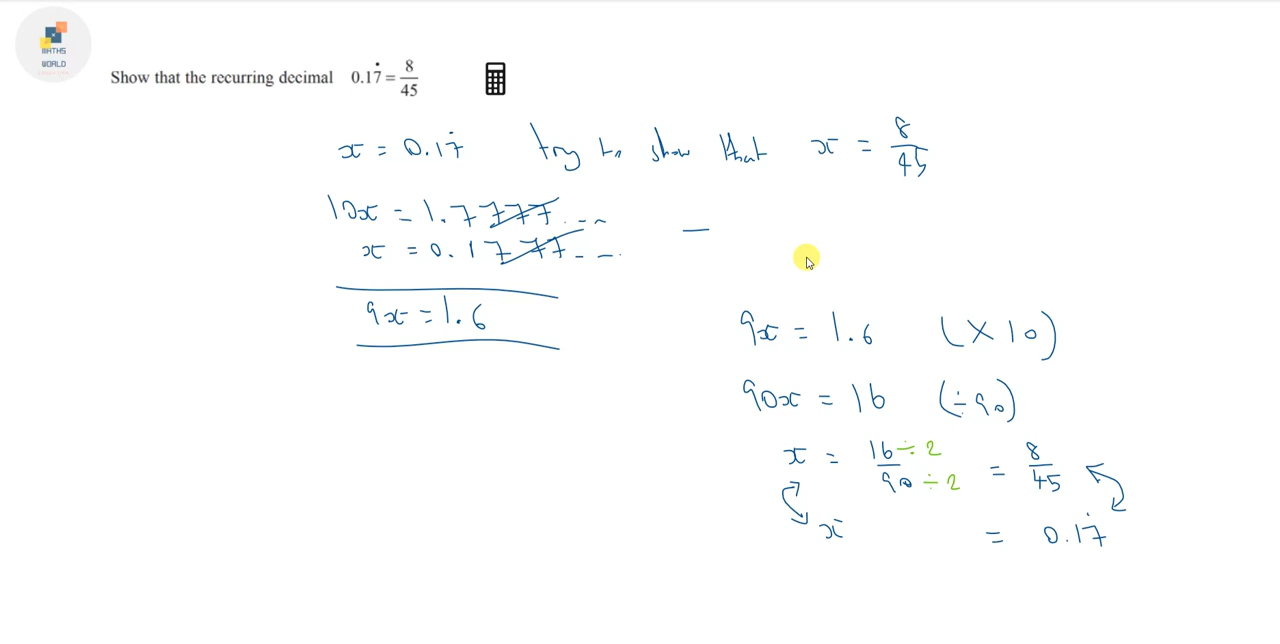 MATHS
WORLD
Show that the recurring decimal 0.17̇ = 8/45
x = 0.17̇ try to show that x = 8/45
10x = 1.7777...
x = 0.1777...
—
9x = 1.6
9x = 1.6 (×10)
90x = 16 (÷90)
x = 16÷2/90÷2 = 8/45
x = 0.17̇